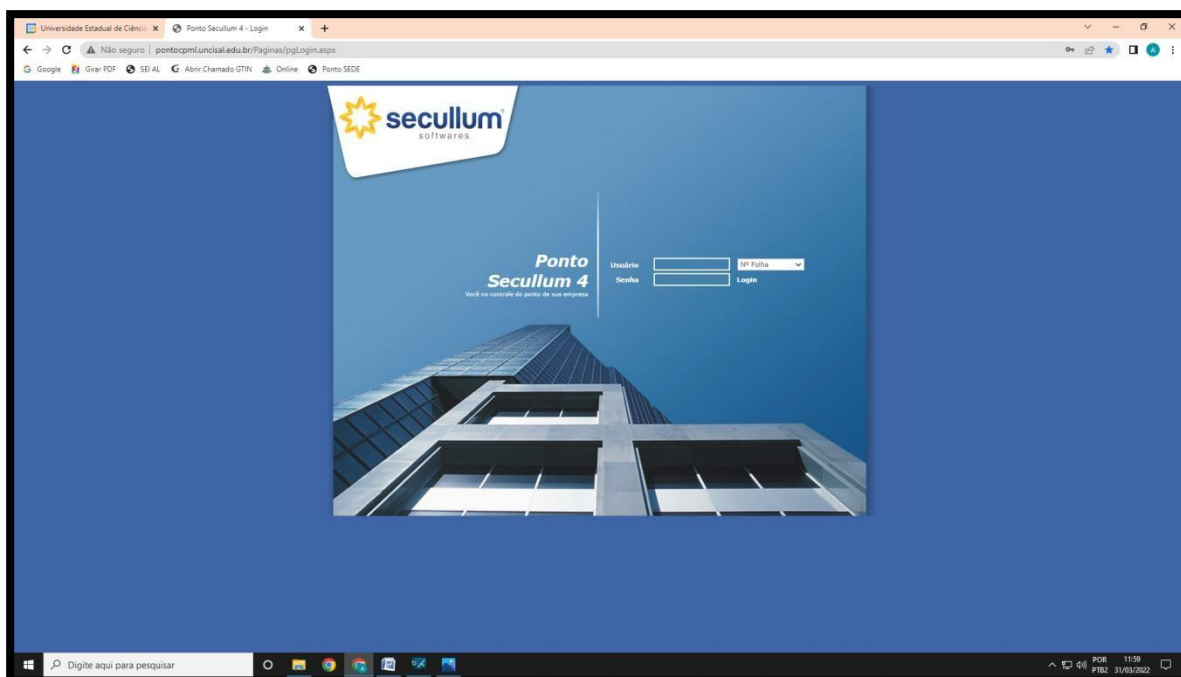 Universidade Estadual de Ciênci
Ponto Secullum 4 - Login
Não seguro | pontocpml.uncisal.edu.br/Paginas/pgLogin.aspx
Google Girar PDF SEI AL Abrir Chamado GTIN Online Ponto SEDE
secullum
softwares
Ponto
Secullum 4
Você no controle do ponto de sua empresa
Usuário Nº Folha
Senha Login
Digite aqui para pesquisar
POR 11:59
PTB2 31/03/2022